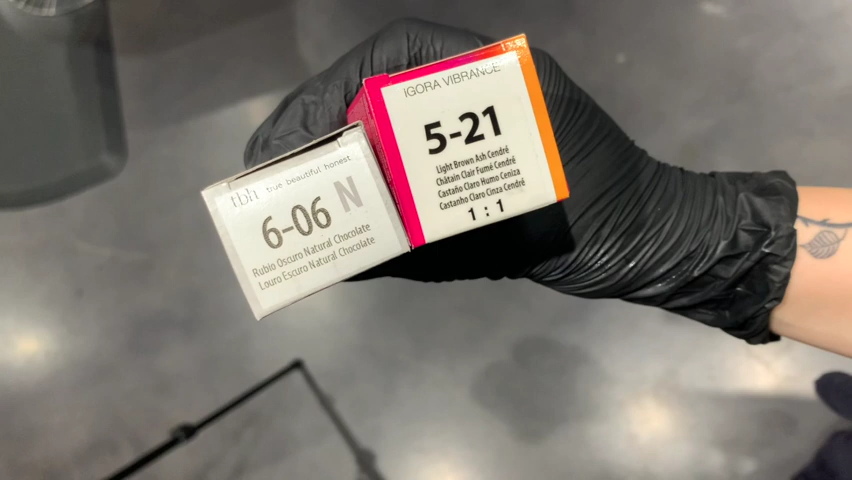 tbh true beautiful honest
6-06 N
Rubio Oscuro Natural Chocolate
Louro Escuro Natural Chocolate
IGORA VIBRANCE
5-21
Light Brown Ash Cendré
Châtain Clair Fumé Cendré
Castaño Claro Humo Ceniza
Castanho Claro Cinza Cendré
1 : 1